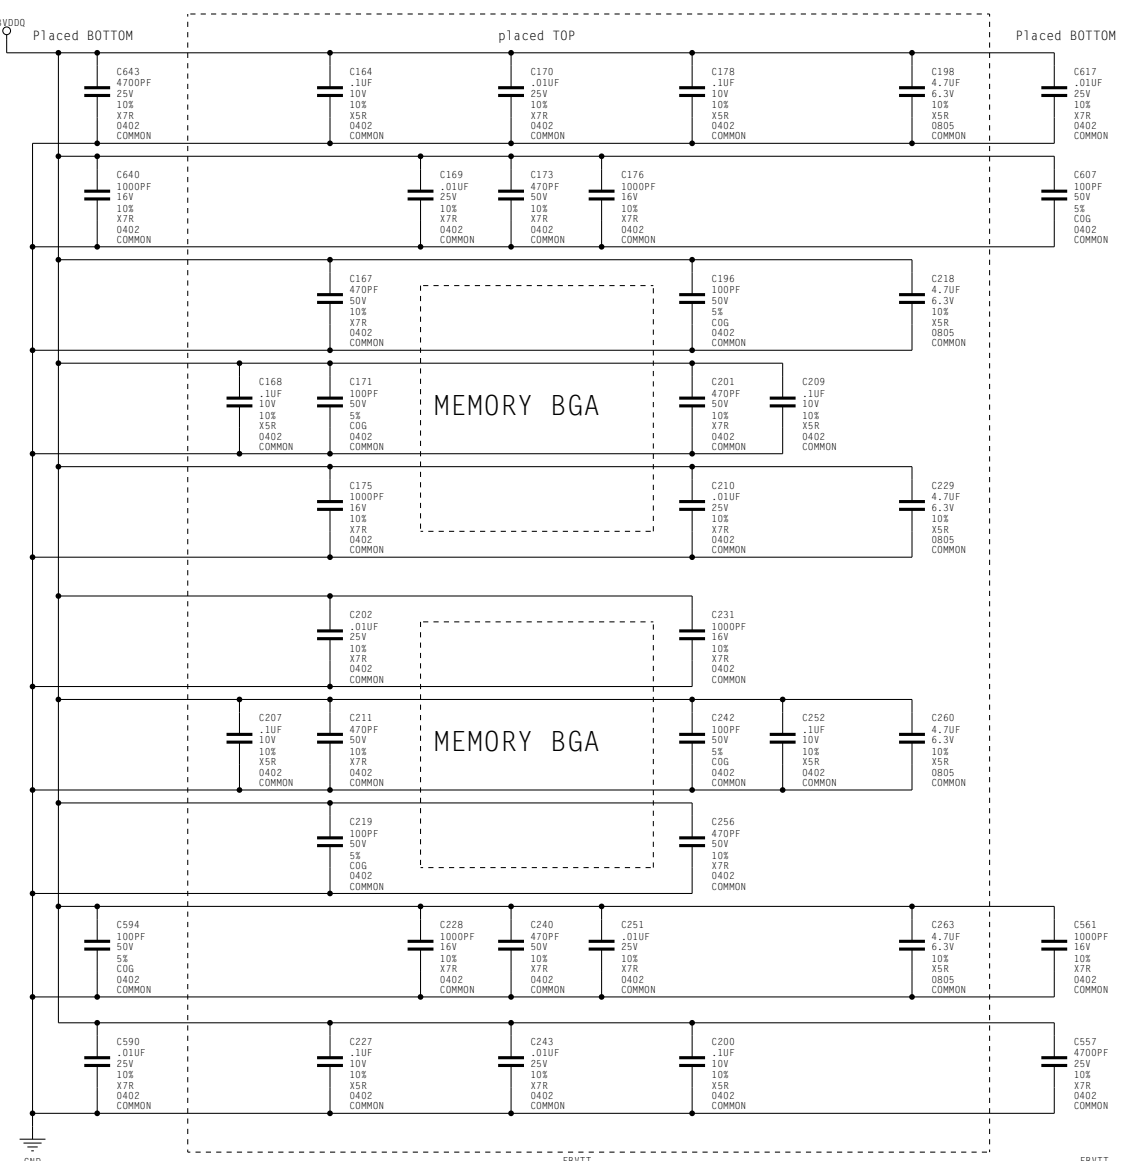 Placed BOTTOM
placed TOP
Placed BOTTOM
C643
4700PF
25V
10%
X7R
0402
COMMON
C164
.1UF
10V
10%
X5R
0402
COMMON
C170
.01UF
25V
10%
X7R
0402
COMMON
C178
.1UF
10V
10%
X5R
0402
COMMON
C198
4.7UF
6.3V
10%
X5R
0805
COMMON
C617
.01UF
25V
10%
X7R
0402
COMMON
C640
1000PF
16V
10%
X7R
0402
COMMON
C169
.01UF
25V
10%
X7R
0402
COMMON
C173
470PF
50V
10%
X7R
0402
COMMON
C176
1000PF
16V
10%
X7R
0402
COMMON
C607
100PF
50V
5%
COG
0402
COMMON
C167
470PF
50V
10%
X7R
0402
COMMON
C196
100PF
50V
5%
COG
0402
COMMON
C218
4.7UF
6.3V
10%
X5R
0805
COMMON
C168
.1UF
10V
10%
X5R
0402
COMMON
C171
100PF
50V
5%
COG
0402
COMMON
MEMORY BGA
C201
470PF
50V
10%
X7R
0402
COMMON
C209
.1UF
10V
10%
X5R
0402
COMMON
C175
1000PF
16V
10%
X7R
0402
COMMON
C210
.01UF
25V
10%
X7R
0402
COMMON
C229
4.7UF
6.3V
10%
X5R
0805
COMMON
C202
.01UF
25V
10%
X7R
0402
COMMON
C231
1000PF
16V
10%
X7R
0402
COMMON
C207
.1UF
10V
10%
X5R
0402
COMMON
C211
470PF
50V
10%
X7R
0402
COMMON
MEMORY BGA
C242
100PF
50V
5%
COG
0402
COMMON
C252
.1UF
10V
10%
X5R
0402
COMMON
C260
4.7UF
6.3V
10%
X5R
0805
COMMON
C219
100PF
50V
5%
COG
0402
COMMON
C256
470PF
50V
10%
X7R
0402
COMMON
C594
100PF
50V
5%
COG
0402
COMMON
C228
1000PF
16V
10%
X7R
0402
COMMON
C240
470PF
50V
10%
X7R
0402
COMMON
C251
.01UF
25V
10%
X7R
0402
COMMON
C263
4.7UF
6.3V
10%
X5R
0805
COMMON
C561
1000PF
16V
10%
X7R
0402
COMMON
C590
.01UF
25V
10%
X7R
0402
COMMON
C227
.1UF
10V
10%
X5R
0402
COMMON
C243
.01UF
25V
10%
X7R
0402
COMMON
C200
.1UF
10V
10%
X5R
0402
COMMON
C557
4700PF
25V
10%
X7R
0402
COMMON
GND